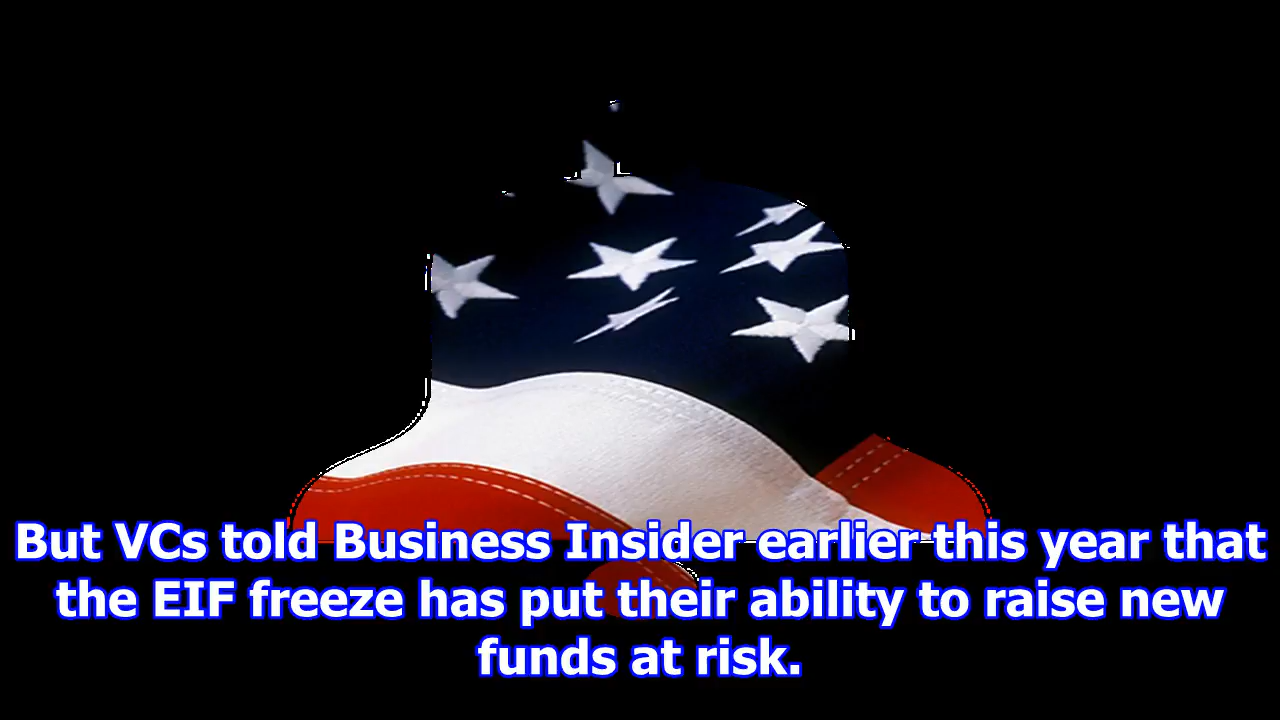 But VCs told Business Insider earlier this year that
the EIF freeze has put their ability to raise new
funds at risk.